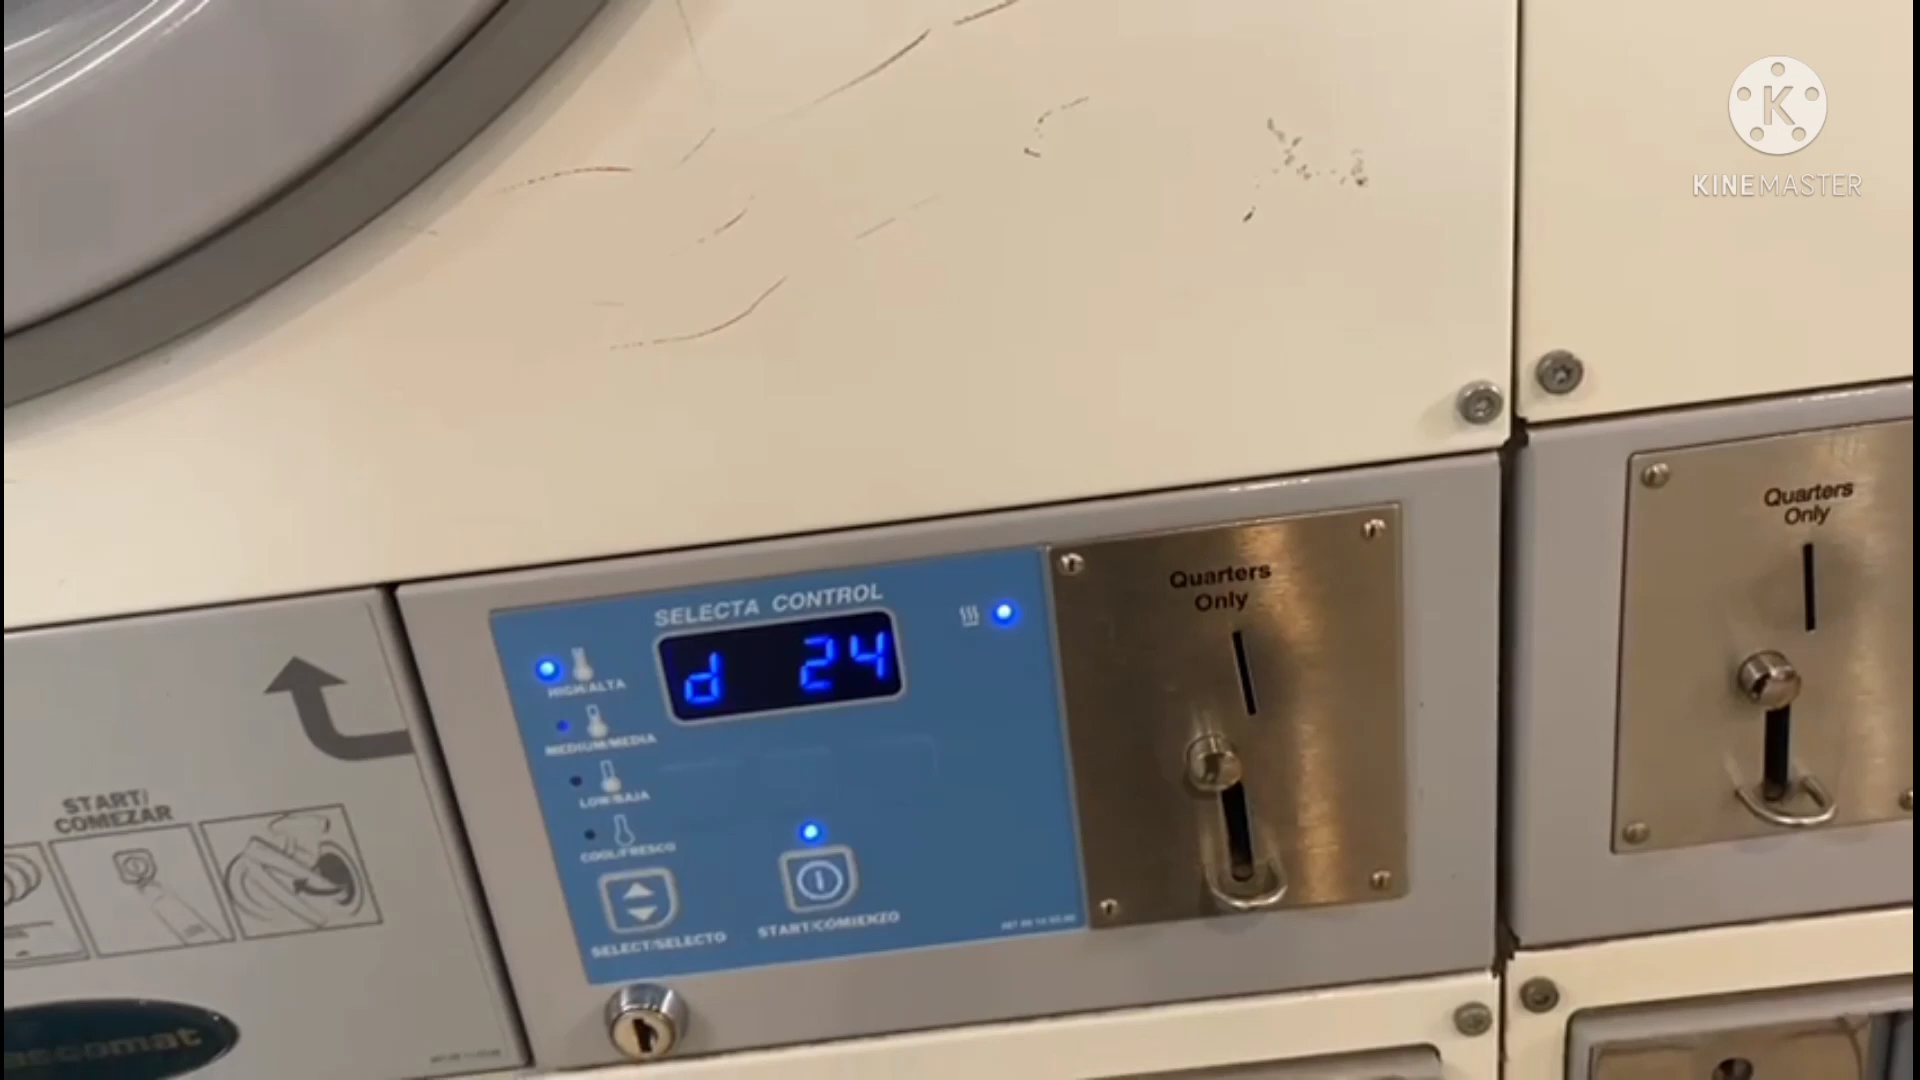 KINEMASTER
Quarters
Only
Quarters
Only
SELECTA CONTROL
d 24
HIGH/ALTA
MEDIUM/MEDIA
LOW/BAJA
COOL/FRESCO
SELECT/SELECTO
START/COMIENZO
START/
COMEZAR
ascomat